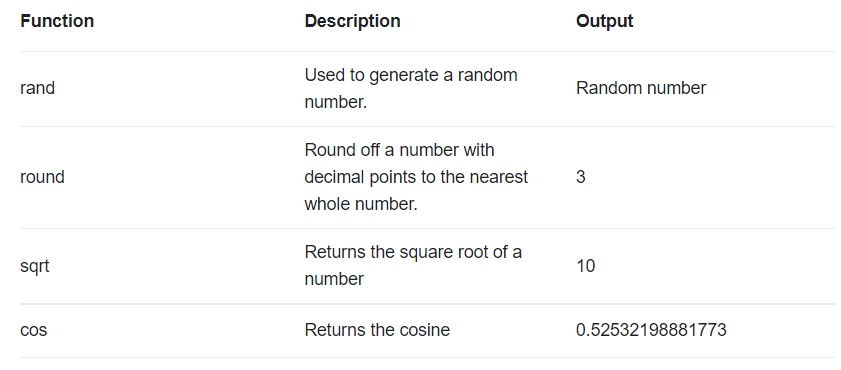 Function Description Output
rand
Used to generate a random
number.
Random number
round
Round off a number with
decimal points to the nearest
whole number.
3
sqrt
Returns the square root of a
number
10
cos
Returns the cosine
0.52532198881773